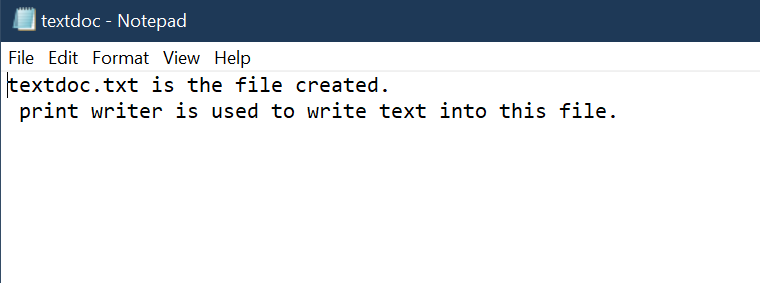 textdoc - Notepad
File Edit Format View Help
textdoc.txt is the file created.
 print writer is used to write text into this file.